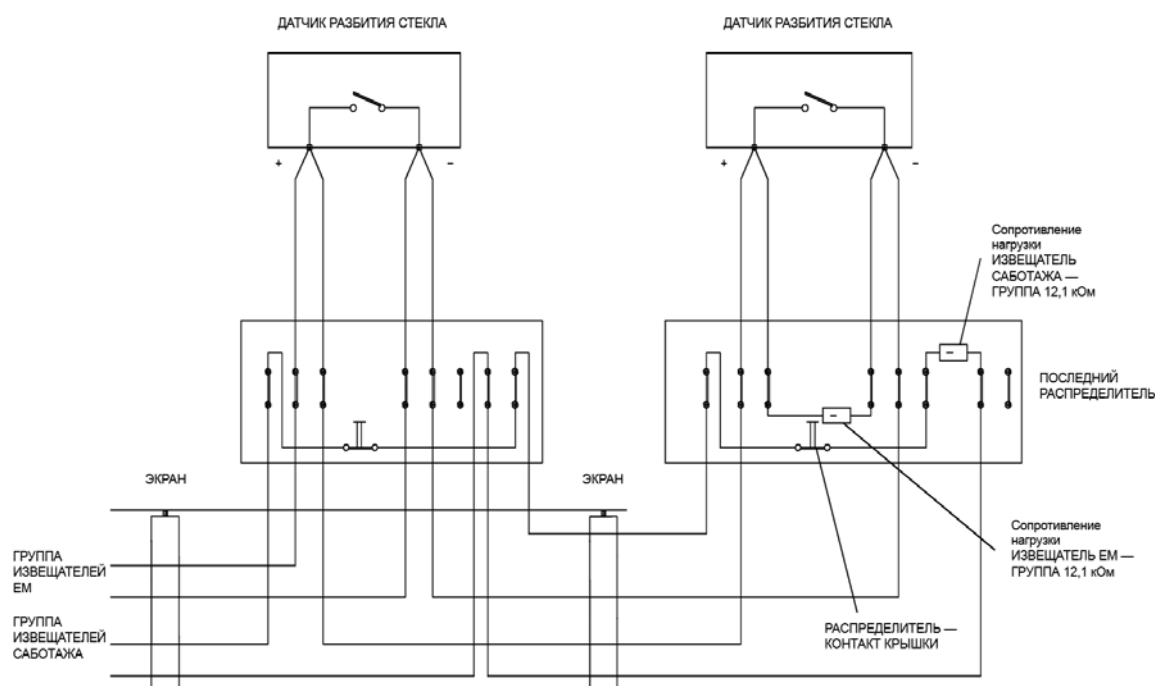 ДАТЧИК РАЗБИТИЯ СТЕКЛА
ДАТЧИК РАЗБИТИЯ СТЕКЛА
+
–
+
–
Сопротивление
нагрузки
ИЗВЕЩАТЕЛЬ
САБОТАЖА —
ГРУППА 12,1 кОм
ПОСЛЕДНИЙ
РАСПРЕДЕЛИТЕЛЬ
ЭКРАН
ЭКРАН
Сопротивление
нагрузки
ИЗВЕЩАТЕЛЬ ЕМ —
ГРУППА 12,1 кОм
ГРУППА
ИЗВЕЩАТЕЛЕЙ
ЕМ
ГРУППА
ИЗВЕЩАТЕЛЕЙ
САБОТАЖА
РАСПРЕДЕЛИТЕЛЬ —
КОНТАКТ КРЫШКИ